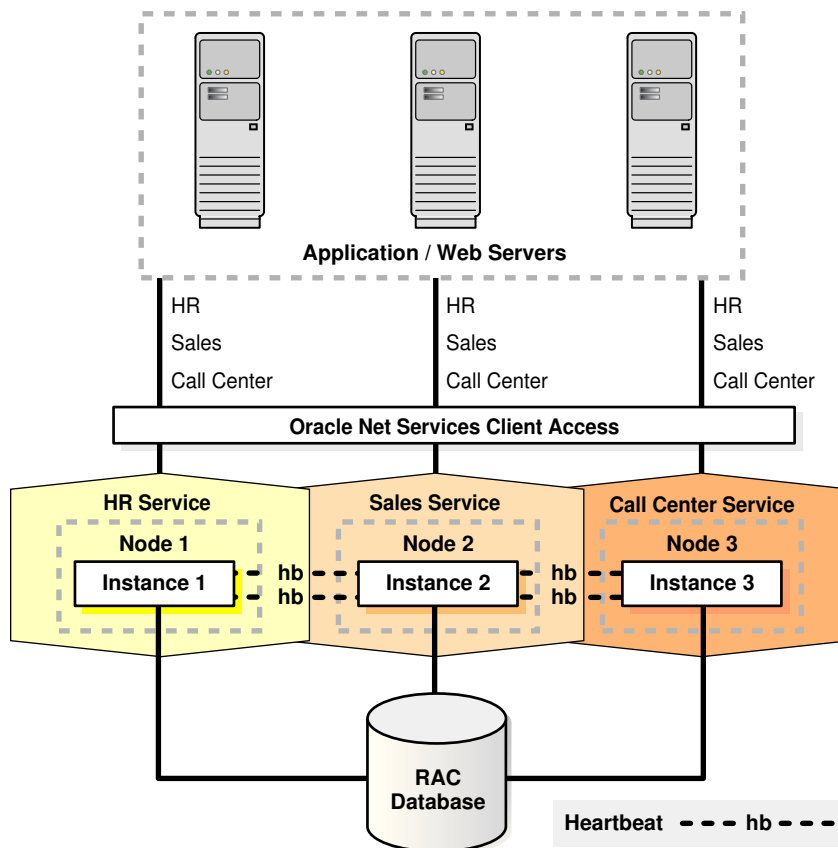 Application / Web Servers
HR HR HR
Sales Sales Sales
Call Center Call Center Call Center
Oracle Net Services Client Access
HR Service Sales Service Call Center Service
Node 1 Node 2 Node 3
Instance 1 hb Instance 2 hb Instance 3
hb hb
RAC
Database
Heartbeat hb